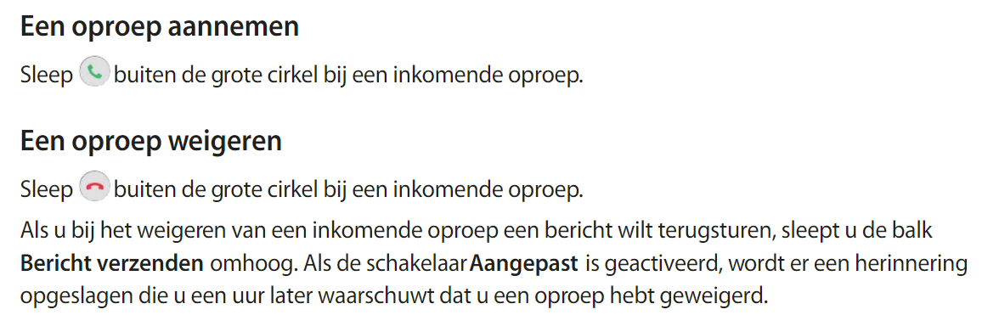 Een oproep aannemen
Sleep buiten de grote cirkel bij een inkomende oproep.
Een oproep weigeren
Sleep buiten de grote cirkel bij een inkomende oproep.
Als u bij het weigeren van een inkomende oproep een bericht wilt terugsturen, sleept u de balk
Bericht verzenden omhoog. Als de schakelaar Aangepast is geactiveerd, wordt er een herinnering
opgeslagen die u een uur later waarschuwt dat u een oproep hebt geweigerd.